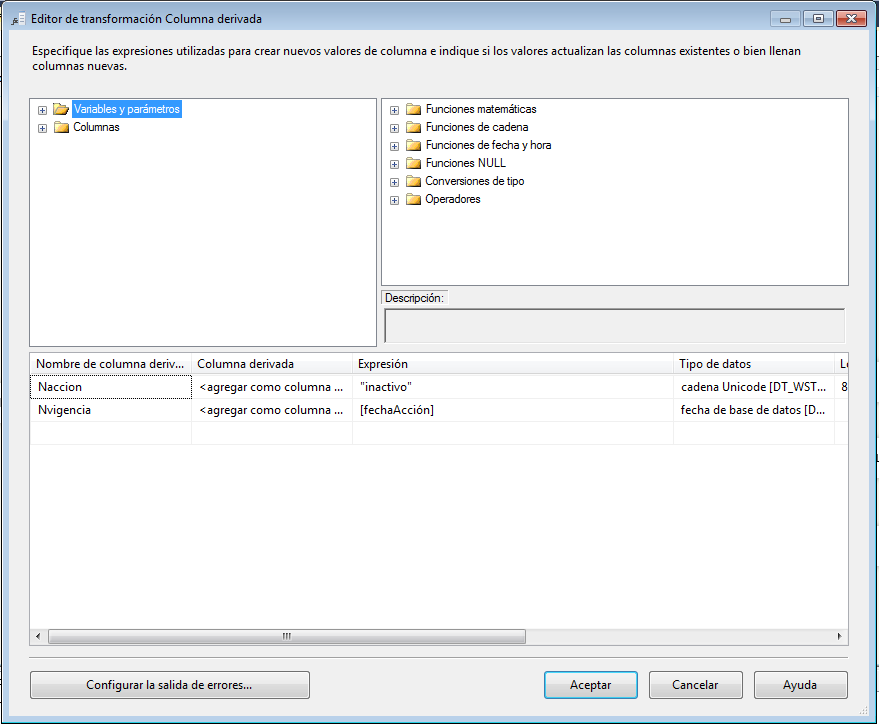 Editor de transformación Columna derivada
Especifique las expresiones utilizadas para crear nuevos valores de columna e indique si los valores actualizan las columnas existentes o bien llenan
columnas nuevas.
Variables y parámetros
Columnas
Funciones matemáticas
Funciones de cadena
Funciones de fecha y hora
Funciones NULL
Conversiones de tipo
Operadores
Descripción:
Nombre de columna deriv... Columna derivada Expresión Tipo de datos Lo
Naccion <agregar como columna ... "inactivo" cadena Unicode [DT_WST... 8
Nvigencia <agregar como columna ... [fechaAcción] fecha de base de datos [D...
Configurar la salida de errores... Aceptar Cancelar Ayuda